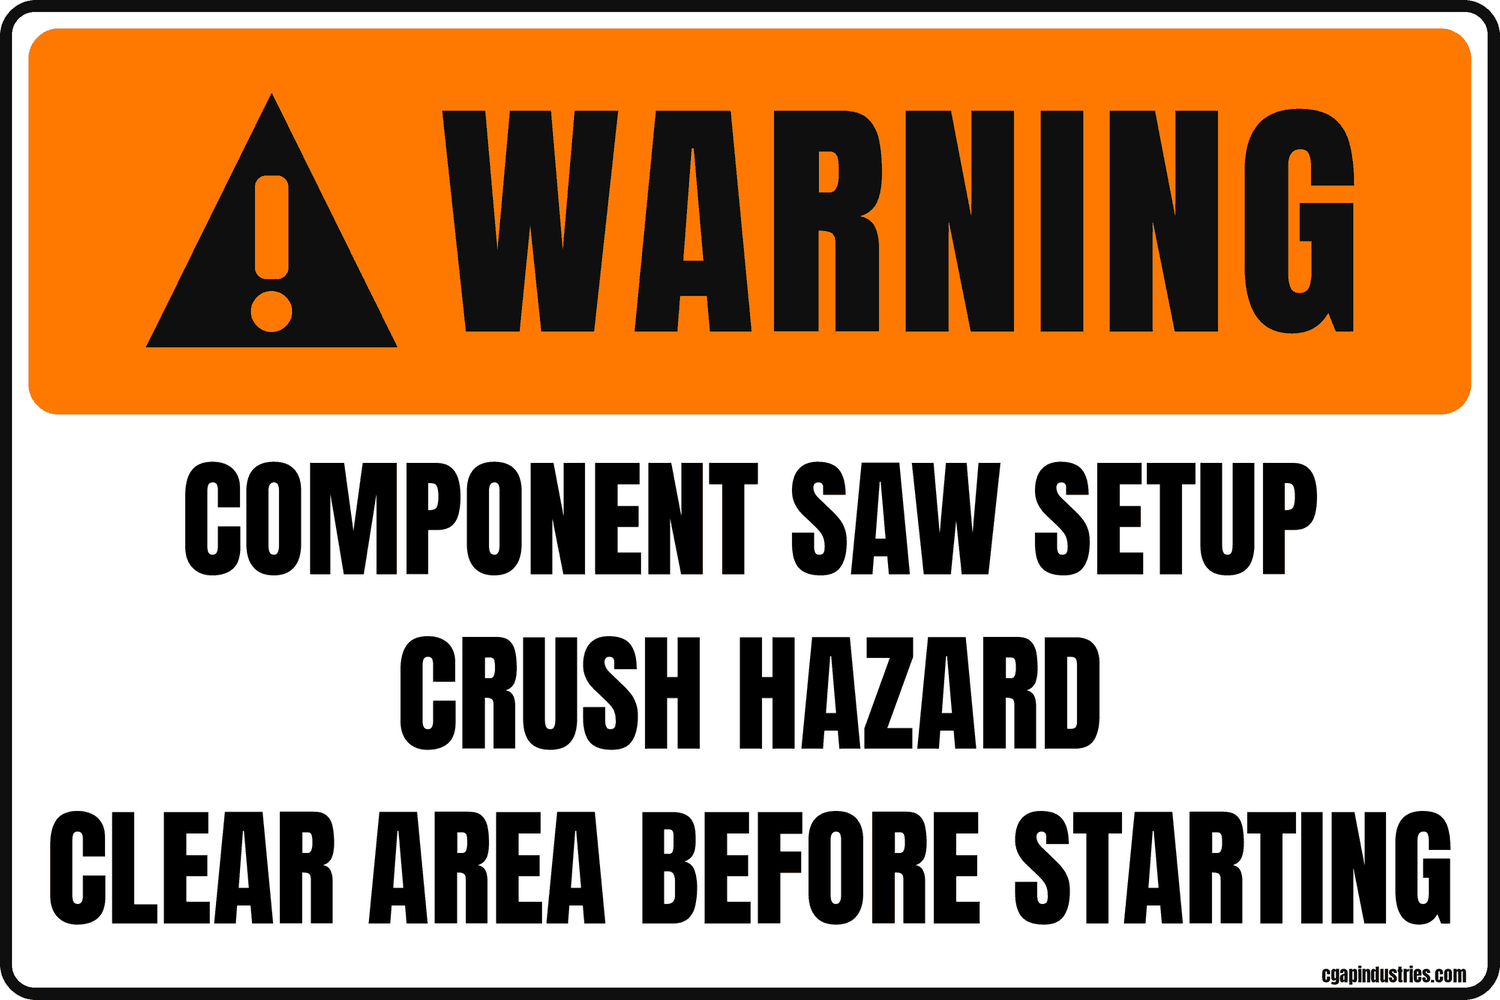 WARNING
COMPONENT SAW SETUP
CRUSH HAZARD
CLEAR AREA BEFORE STARTING
cgapindustries.com